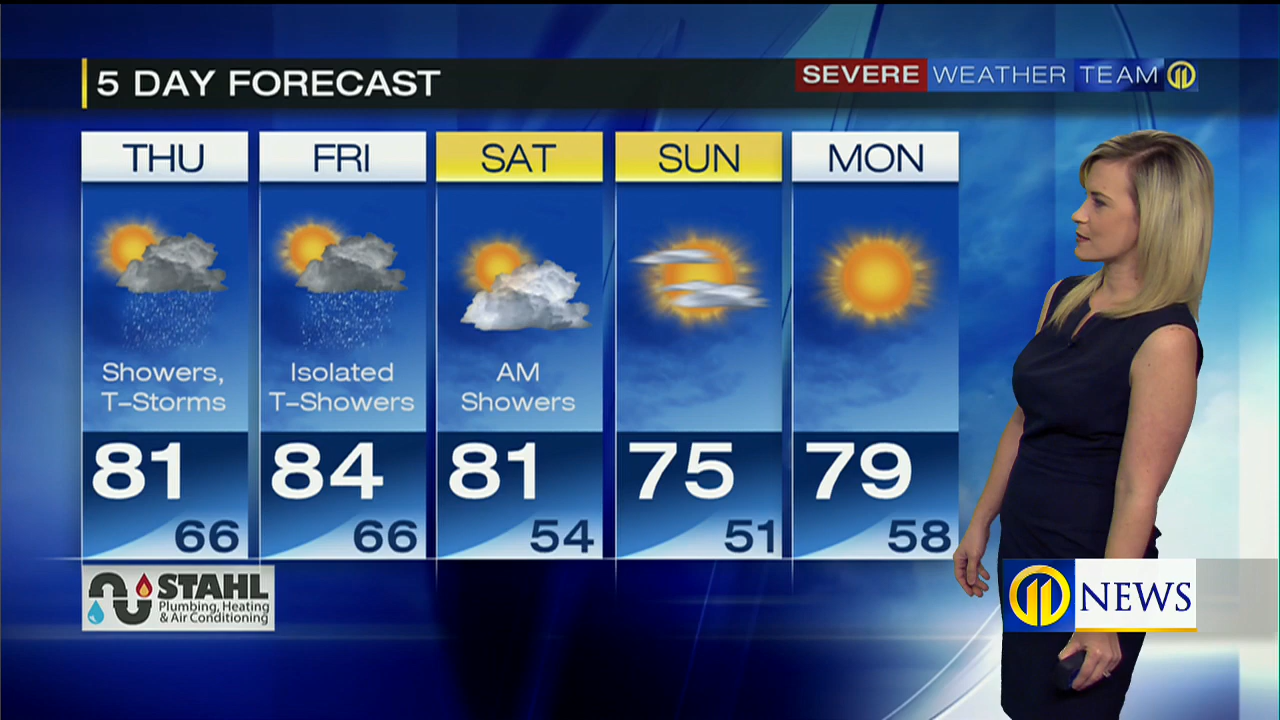 5 DAY FORECAST
SEVERE WEATHER TEAM 11
THU FRI SAT SUN MON
Showers, T-Storms
Isolated T-Showers
AM Showers
81 84 81 75 79
66 66 54 51 58
STAHL
Plumbing, Heating
& Air Conditioning
11 NEWS